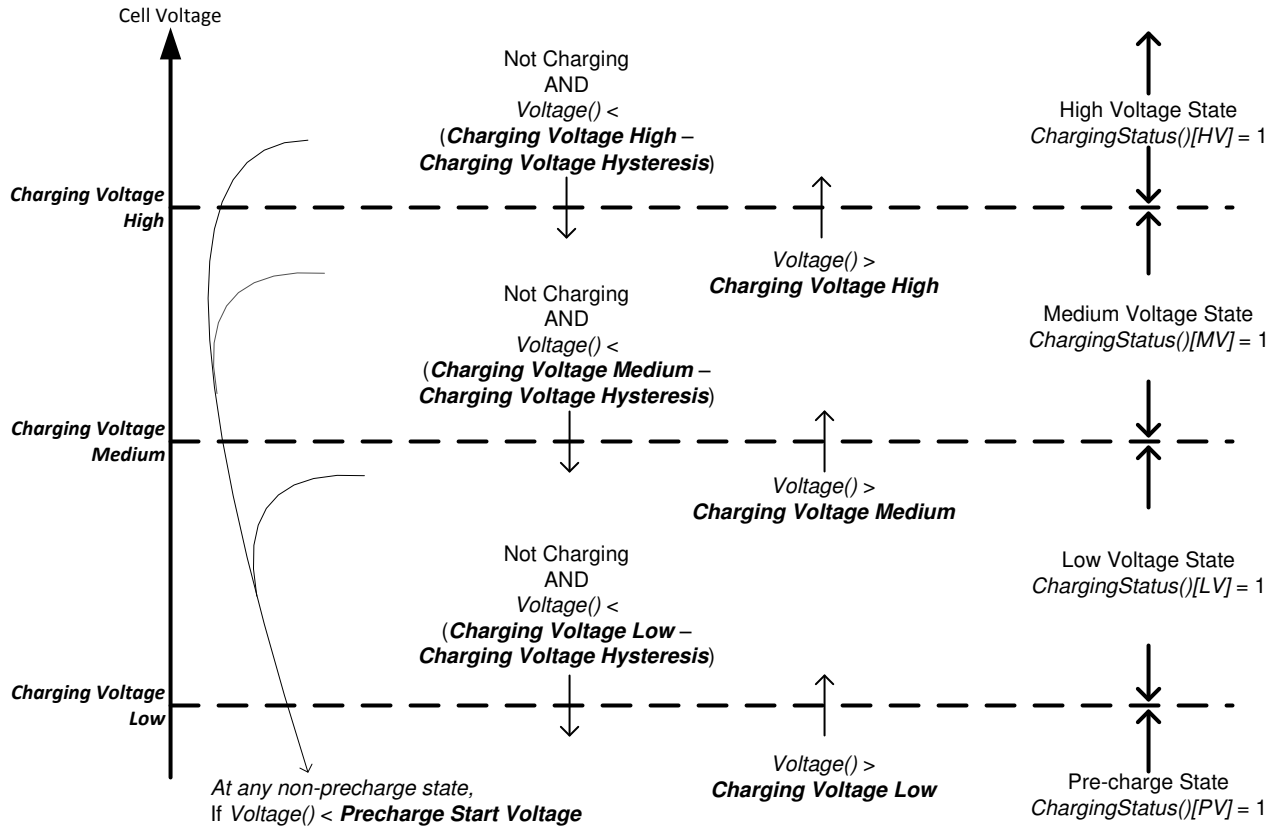 Cell Voltage
Not Charging
AND
Voltage() <
(Charging Voltage High –
Charging Voltage Hysteresis)
High Voltage State
ChargingStatus()[HV] = 1
Charging Voltage
High
Voltage() >
Charging Voltage High
Not Charging
AND
Voltage() <
(Charging Voltage Medium –
Charging Voltage Hysteresis)
Medium Voltage State
ChargingStatus()[MV] = 1
Charging Voltage
Medium
Voltage() >
Charging Voltage Medium
Not Charging
AND
Voltage() <
(Charging Voltage Low –
Charging Voltage Hysteresis)
Low Voltage State
ChargingStatus()[LV] = 1
Charging Voltage
Low
Voltage() >
Charging Voltage Low
Pre-charge State
ChargingStatus()[PV] = 1
At any non-precharge state,
If Voltage() < Precharge Start Voltage